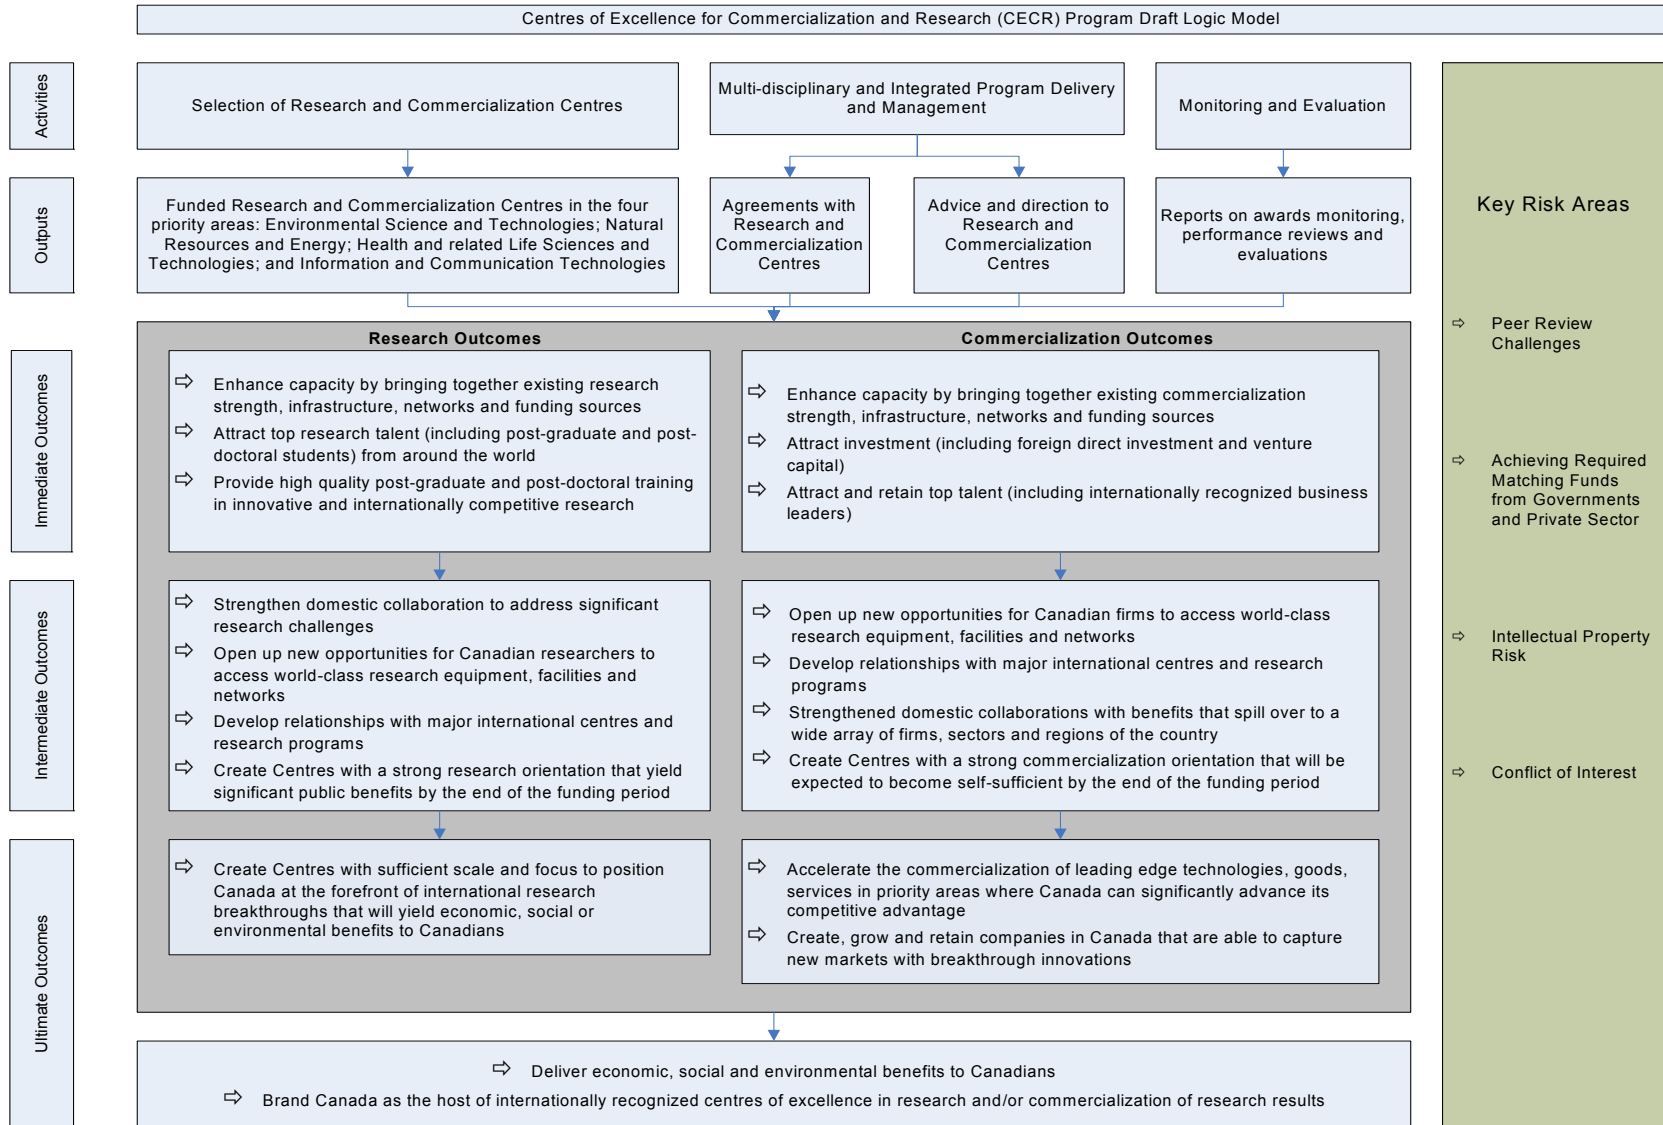 Centres of Excellence for Commercialization and Research (CECR) Program Draft Logic Model
Activities
Selection of Research and Commercialization Centres
Multi-disciplinary and Integrated Program Delivery
and Management
Monitoring and Evaluation
Outputs
Funded Research and Commercialization Centres in the four
priority areas: Environmental Science and Technologies; Natural
Resources and Energy; Health and related Life Sciences and
Technologies; and Information and Communication Technologies
Agreements with
Research and
Commercialization
Centres
Advice and direction to
Research and
Commercialization
Centres
Reports on awards monitoring,
performance reviews and
evaluations
Immediate Outcomes
Research Outcomes
⇨ Enhance capacity by bringing together existing research
strength, infrastructure, networks and funding sources
⇨ Attract top research talent (including post-graduate and post-
doctoral students) from around the world
⇨ Provide high quality post-graduate and post-doctoral training
in innovative and internationally competitive research
Commercialization Outcomes
⇨ Enhance capacity by bringing together existing commercialization
strength, infrastructure, networks and funding sources
⇨ Attract investment (including foreign direct investment and venture
capital)
⇨ Attract and retain top talent (including internationally recognized business
leaders)
Intermediate Outcomes
⇨ Strengthen domestic collaboration to address significant
research challenges
⇨ Open up new opportunities for Canadian researchers to
access world-class research equipment, facilities and
networks
⇨ Develop relationships with major international centres and
research programs
⇨ Create Centres with a strong research orientation that yield
significant public benefits by the end of the funding period
⇨ Open up new opportunities for Canadian firms to access world-class
research equipment, facilities and networks
⇨ Develop relationships with major international centres and research
programs
⇨ Strengthened domestic collaborations with benefits that spill over to a
wide array of firms, sectors and regions of the country
⇨ Create Centres with a strong commercialization orientation that will be
expected to become self-sufficient by the end of the funding period
Ultimate Outcomes
⇨ Create Centres with sufficient scale and focus to position
Canada at the forefront of international research
breakthroughs that will yield economic, social or
environmental benefits to Canadians
⇨ Accelerate the commercialization of leading edge technologies, goods,
services in priority areas where Canada can significantly advance its
competitive advantage
⇨ Create, grow and retain companies in Canada that are able to capture
new markets with breakthrough innovations
⇨ Deliver economic, social and environmental benefits to Canadians
⇨ Brand Canada as the host of internationally recognized centres of excellence in research and/or commercialization of research results
Key Risk Areas
⇨ Peer Review
Challenges
⇨ Achieving Required
Matching Funds
from Governments
and Private Sector
⇨ Intellectual Property
Risk
⇨ Conflict of Interest